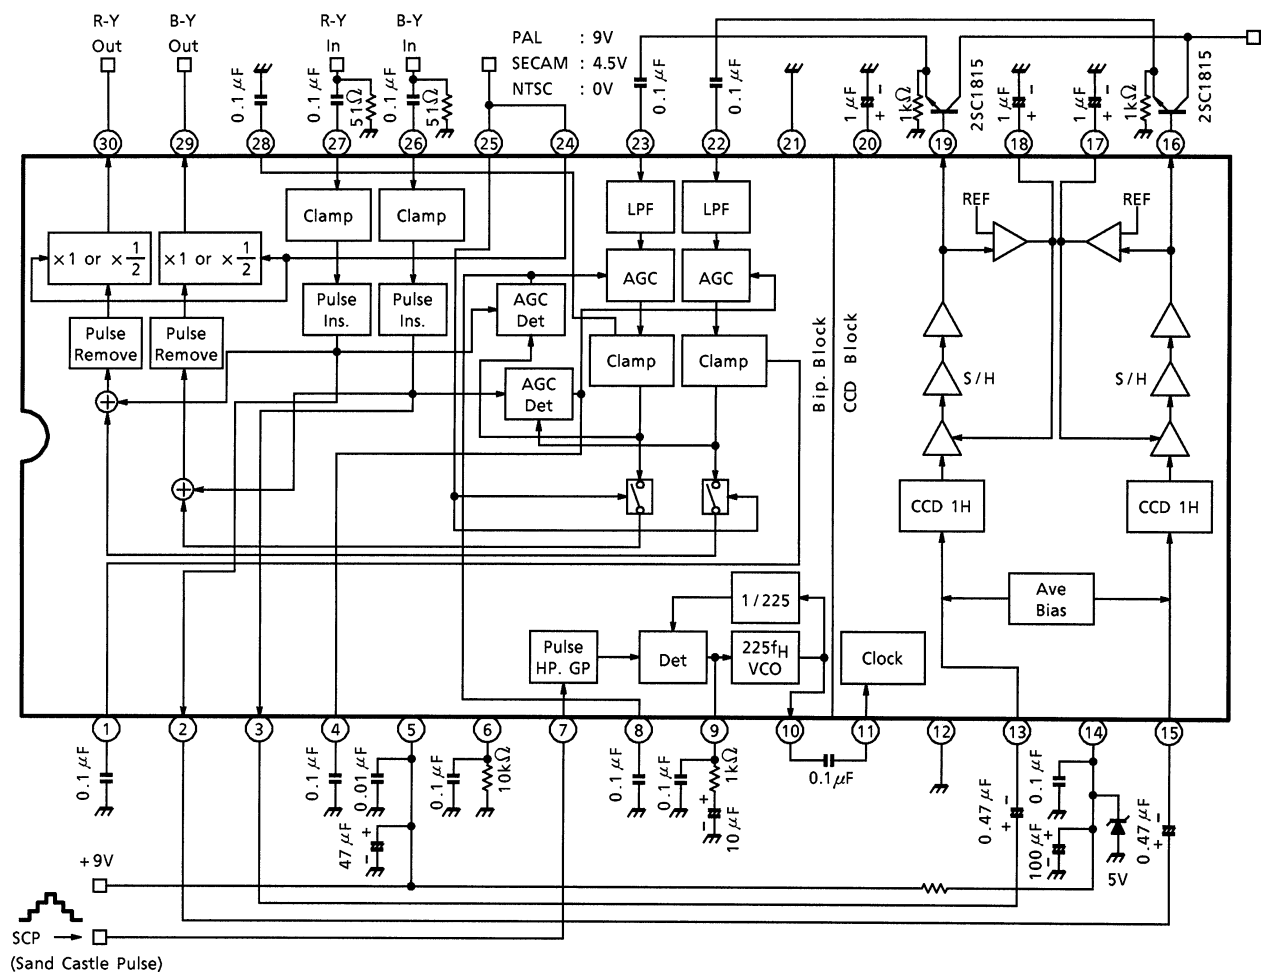 R-Y B-Y R-Y B-Y
Out Out In In
PAL : 9V
SECAM : 4.5V
NTSC : 0V
0.1 μF 0.1 μF 51Ω 0.1 μF 51Ω 0.1 μF 0.1 μF 1 μF 1kΩ 2SC1815 1 μF 1 μF 1kΩ 2SC1815
- + - + - +
30 29 28 27 26 25 24 23 22 21 20 19 18 17 16
Clamp Clamp LPF LPF REF REF
×1 or ×1/2 ×1 or ×1/2
AGC AGC
Pulse Ins. Pulse Ins. AGC Det
Pulse Remove Pulse Remove
Clamp Clamp
AGC Det
Bip. Block
CCD Block
S/H S/H
+
+
CCD 1H CCD 1H
Ave Bias
1/225
Pulse HP. GP Det 225fH VCO Clock
1 2 3 4 5 6 7 8 9 10 11 12 13 14 15
0.1 μF 0.1 μF 0.01 μF 0.1 μF 10kΩ 0.1 μF 0.1 μF 1kΩ 0.1 μF 0.47 μF 0.1 μF 0.47 μF
47 μF + - + - 10 μF - + 100 μF + - - +
5V
+9V
SCP
(Sand Castle Pulse)